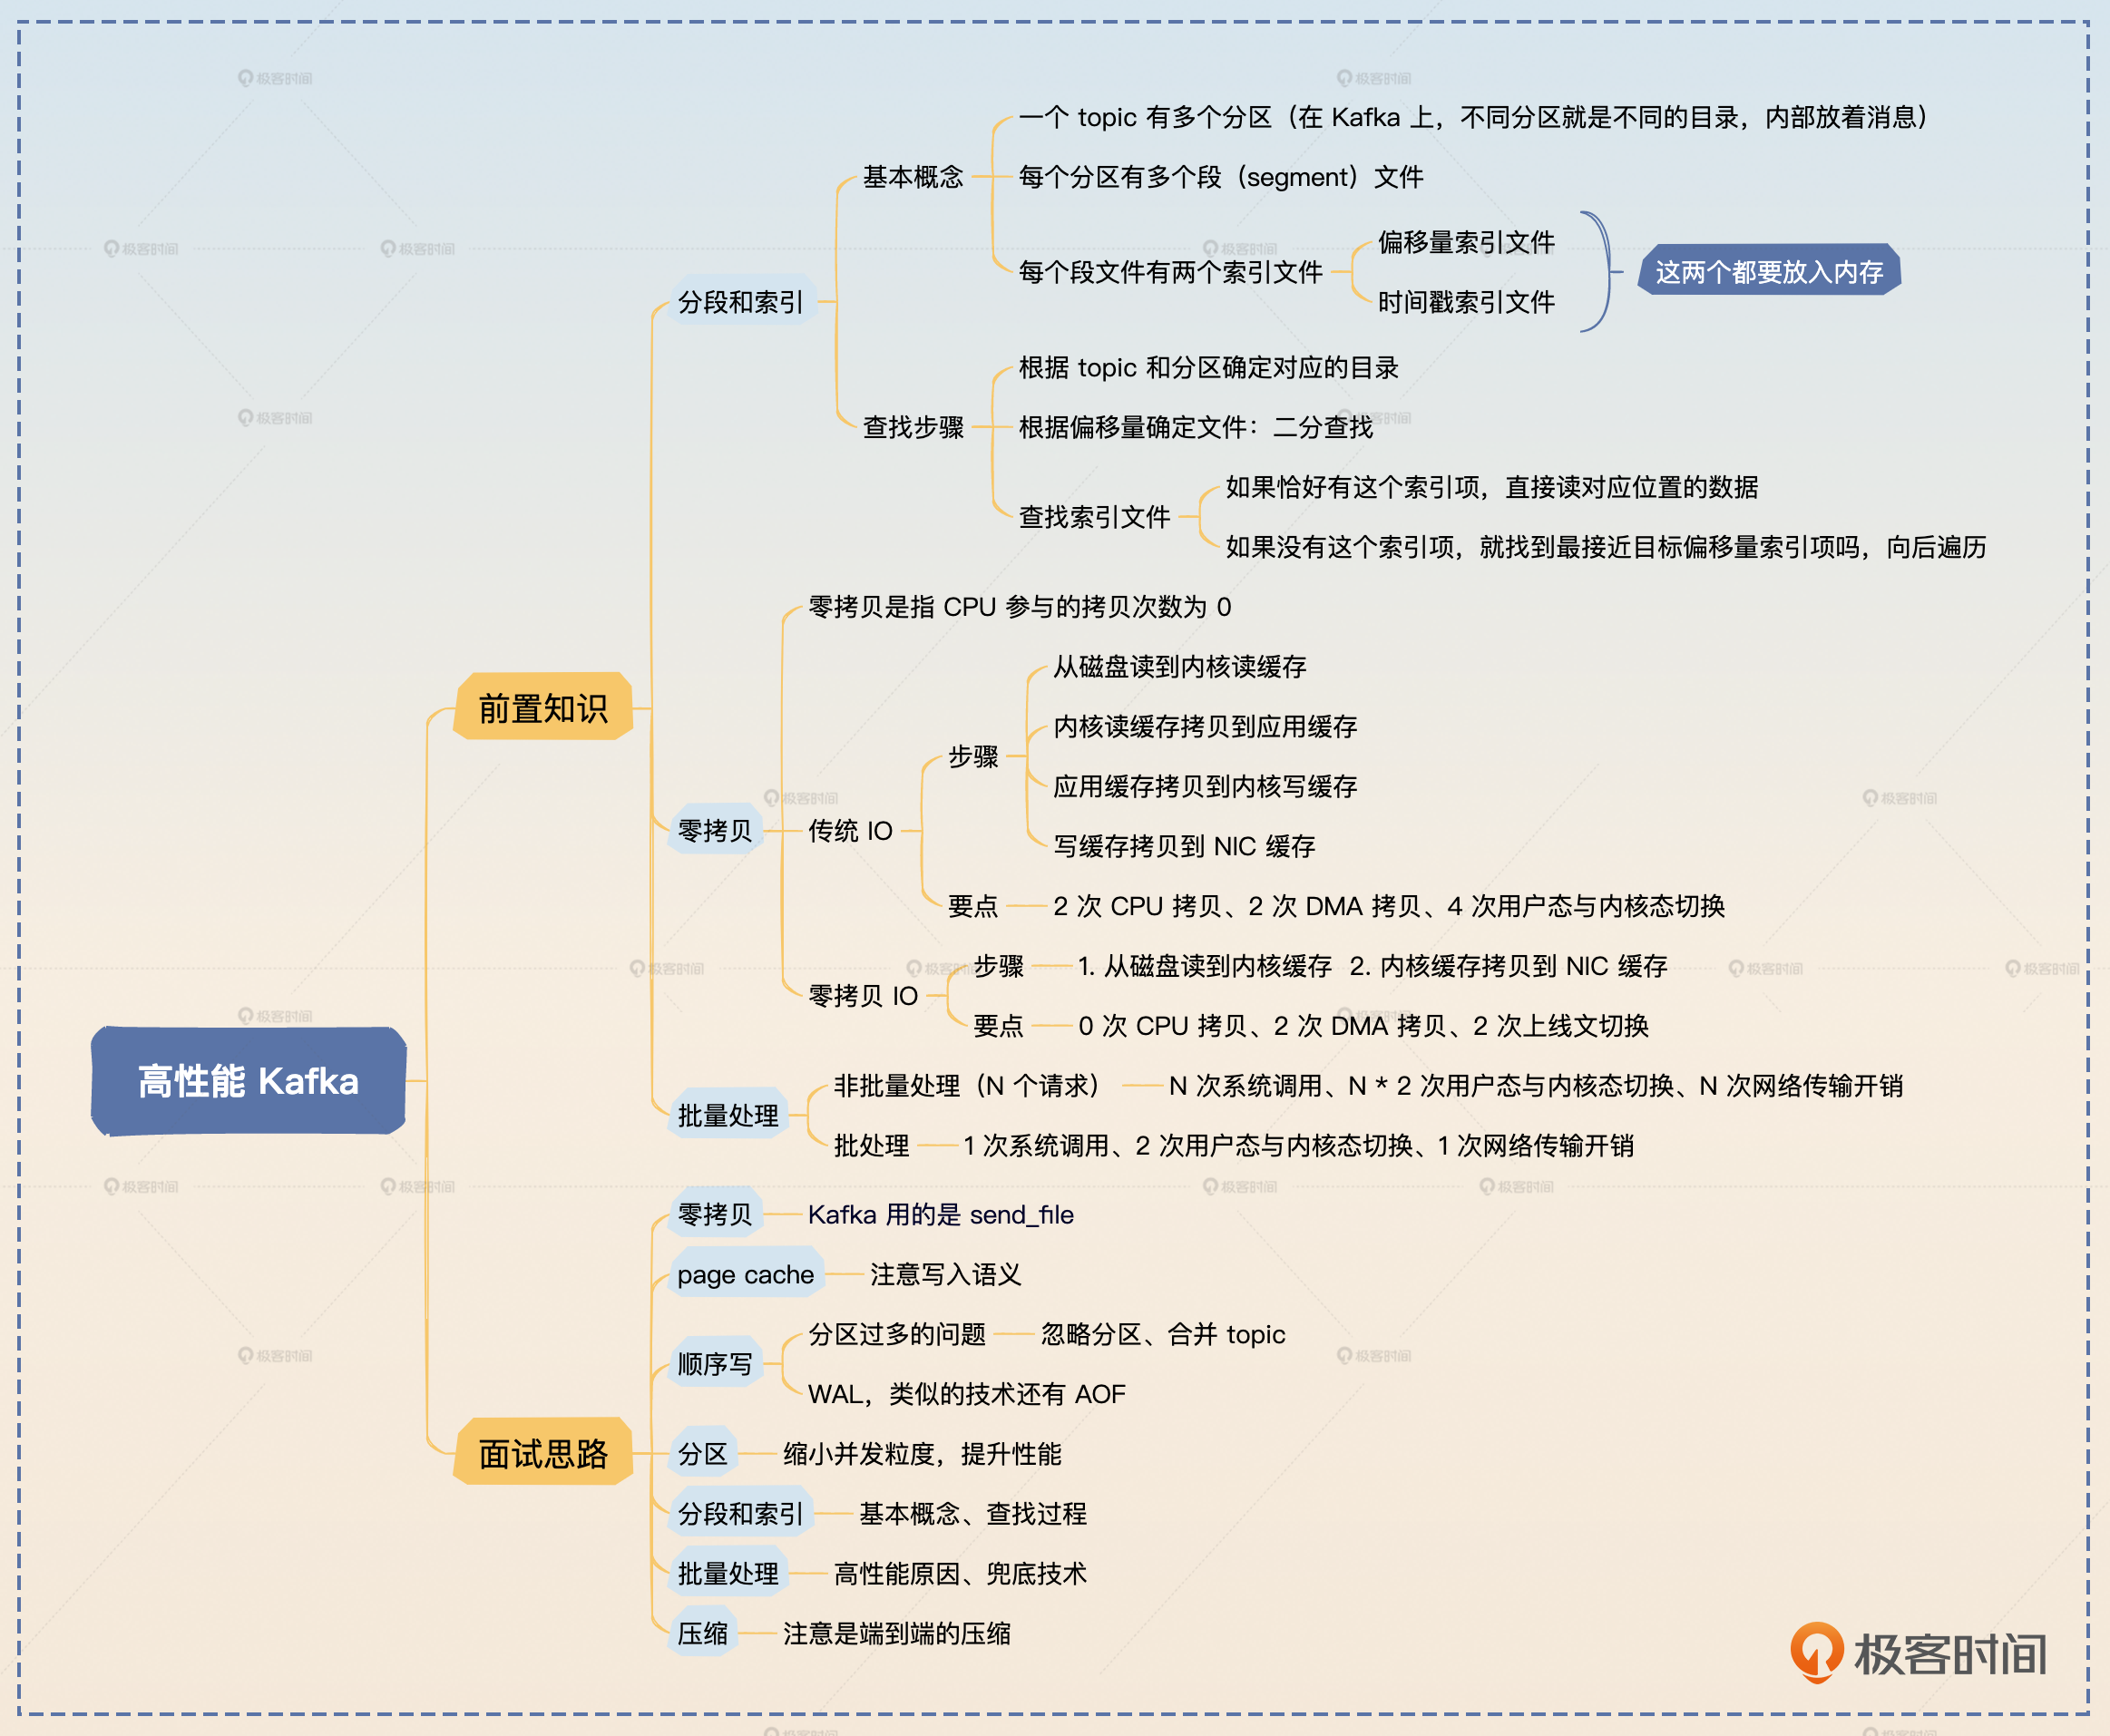 高性能 Kafka
前置知识
分段和索引
基本概念
一个 topic 有多个分区（在 Kafka 上，不同分区就是不同的目录，内部放着消息）
每个分区有多个段（segment）文件
每个段文件有两个索引文件
偏移量索引文件
时间戳索引文件
这两个都要放入内存
查找步骤
根据 topic 和分区确定对应的目录
根据偏移量确定文件：二分查找
查找索引文件
如果恰好有这个索引项，直接读对应位置的数据
如果没有这个索引项，就找到最接近目标偏移量索引项吗，向后遍历
零拷贝
零拷贝是指 CPU 参与的拷贝次数为 0
传统 IO
步骤
从磁盘读到内核读缓存
内核读缓存拷贝到应用缓存
应用缓存拷贝到内核写缓存
写缓存拷贝到 NIC 缓存
要点
2 次 CPU 拷贝、2 次 DMA 拷贝、4 次用户态与内核态切换
零拷贝 IO
步骤
1. 从磁盘读到内核缓存 2. 内核缓存拷贝到 NIC 缓存
要点
0 次 CPU 拷贝、2 次 DMA 拷贝、2 次上线文切换
批量处理
非批量处理（N 个请求）
N 次系统调用、N * 2 次用户态与内核态切换、N 次网络传输开销
批处理
1 次系统调用、2 次用户态与内核态切换、1 次网络传输开销
面试思路
零拷贝
Kafka 用的是 send_file
page cache
注意写入语义
顺序写
分区过多的问题
忽略分区、合并 topic
WAL，类似的技术还有 AOF
分区
缩小并发粒度，提升性能
分段和索引
基本概念、查找过程
批量处理
高性能原因、兜底技术
压缩
注意是端到端的压缩
极客时间